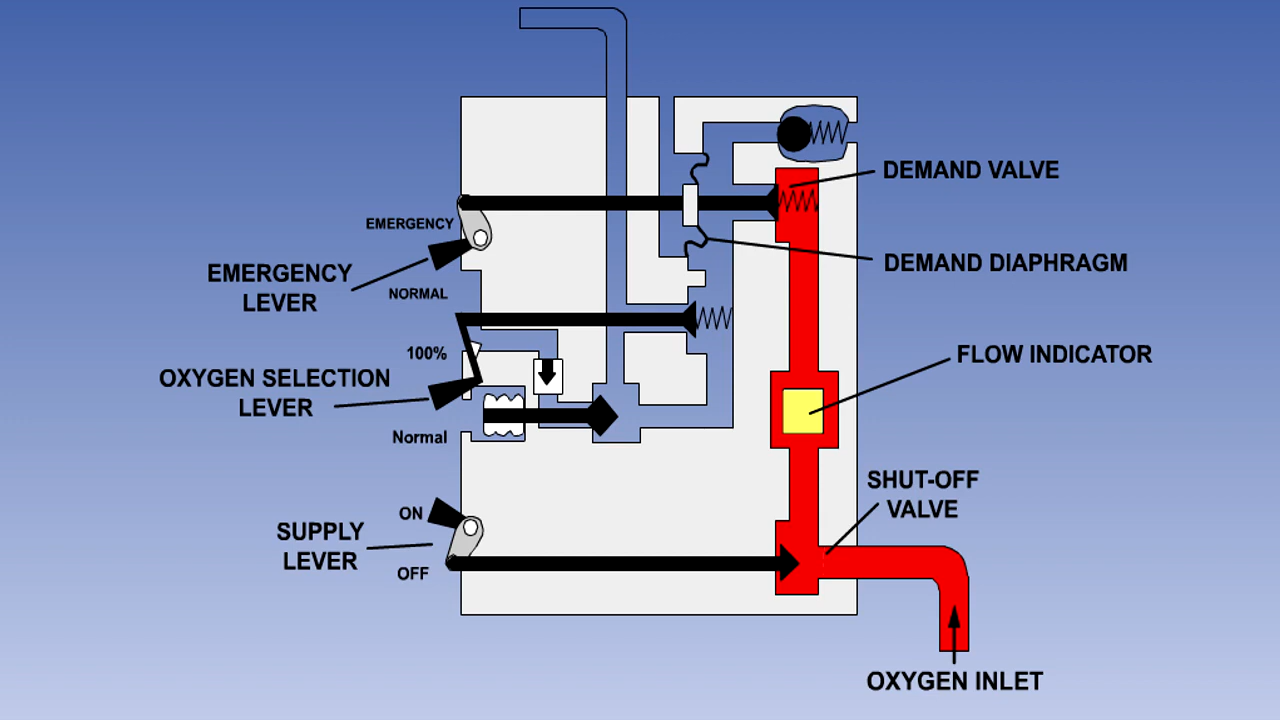 DEMAND VALVE
EMERGENCY
DEMAND DIAPHRAGM
EMERGENCY
LEVER
NORMAL
100%
FLOW INDICATOR
OXYGEN SELECTION
LEVER
Normal
SHUT-OFF
VALVE
ON
SUPPLY
LEVER
OFF
OXYGEN INLET